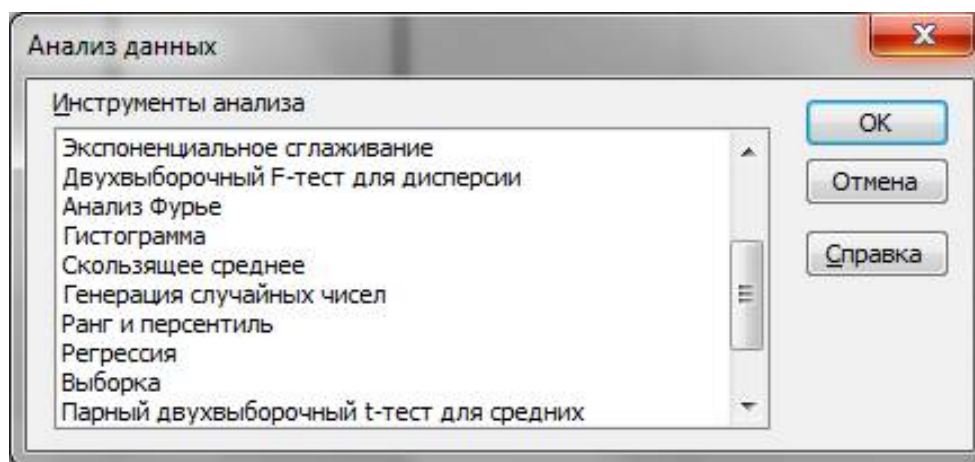 Анализ данных
Инструменты анализа
Экспоненциальное сглаживание
Двухвыборочный F-тест для дисперсии
Анализ Фурье
Гистограмма
Скользящее среднее
Генерация случайных чисел
Ранг и персентиль
Регрессия
Выборка
Парный двухвыборочный t-тест для средних
OK
Отмена
Справка